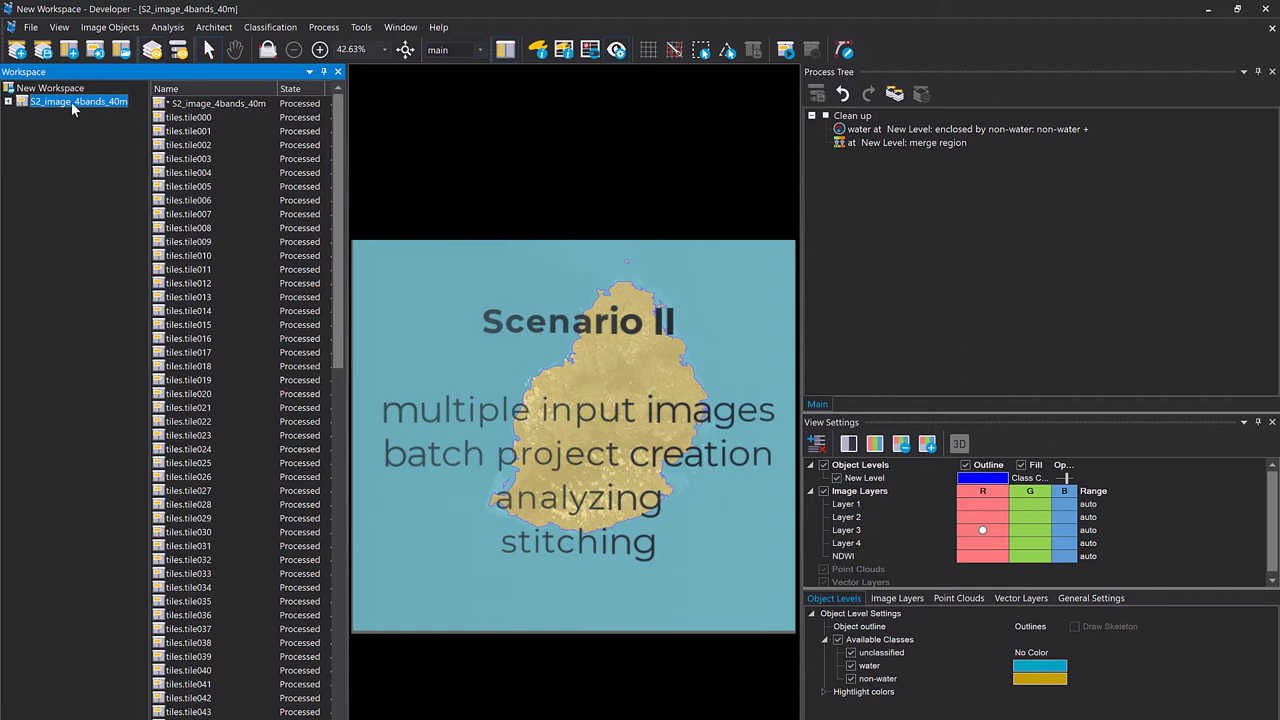 New Workspace - Developer - [S2_image_4bands_40m]
File View Image Objects Analysis Architect Classification Process Tools Window Help
42.63% main
Workspace
New Workspace
S2_image_4bands_40m
Name State
* S2_image_4bands_40m Processed
tiles.tile000 Processed
tiles.tile001 Processed
tiles.tile002 Processed
tiles.tile003 Processed
tiles.tile004 Processed
tiles.tile005 Processed
tiles.tile006 Processed
tiles.tile007 Processed
tiles.tile008 Processed
tiles.tile009 Processed
tiles.tile010 Processed
tiles.tile011 Processed
tiles.tile012 Processed
tiles.tile013 Processed
tiles.tile014 Processed
tiles.tile015 Processed
tiles.tile016 Processed
tiles.tile017 Processed
tiles.tile018 Processed
tiles.tile019 Processed
tiles.tile020 Processed
tiles.tile021 Processed
tiles.tile022 Processed
tiles.tile023 Processed
tiles.tile024 Processed
tiles.tile025 Processed
tiles.tile026 Processed
tiles.tile027 Processed
tiles.tile028 Processed
tiles.tile029 Processed
tiles.tile030 Processed
tiles.tile031 Processed
tiles.tile032 Processed
tiles.tile033 Processed
tiles.tile034 Processed
tiles.tile035 Processed
tiles.tile036 Processed
tiles.tile037 Processed
tiles.tile038 Processed
tiles.tile039 Processed
tiles.tile040 Processed
tiles.tile041 Processed
tiles.tile042 Processed
tiles.tile043 Processed
Scenario II
multiple input images
batch project creation
analyzing
stitching
Process Tree
Clean up
water at New Level: enclosed by non-water: non-water +
at New Level: merge region
Main
View Settings
3D
Object Levels Outline Fill Op...
New Level Class C...
Image Layers R G B Range
Layer 1 auto
Layer 2 auto
Layer 3 auto
Layer 4 auto
NDWI auto
Point Clouds
Vector Layers
Object Levels Image Layers Point Clouds Vector Layers General Settings
Object Level Settings
Object outline Outlines Draw Skeleton
Available Classes
unclassified No Color
water
non-water
Highlight colors